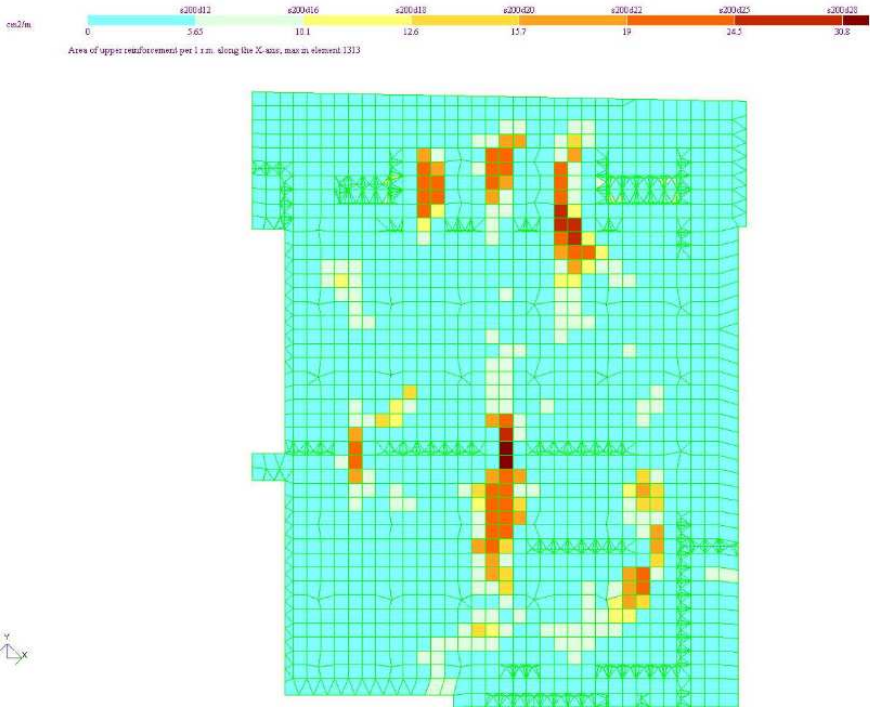 s200d12 s200d16 s200d18 s200d20 s200d22 s200d25 s200d28
cm2/m
0 5.65 10.1 12.6 15.7 19 24.5 30.8
Area of upper reinforcement per 1 r.m. along the X-axis, max in element 1313
Y
X